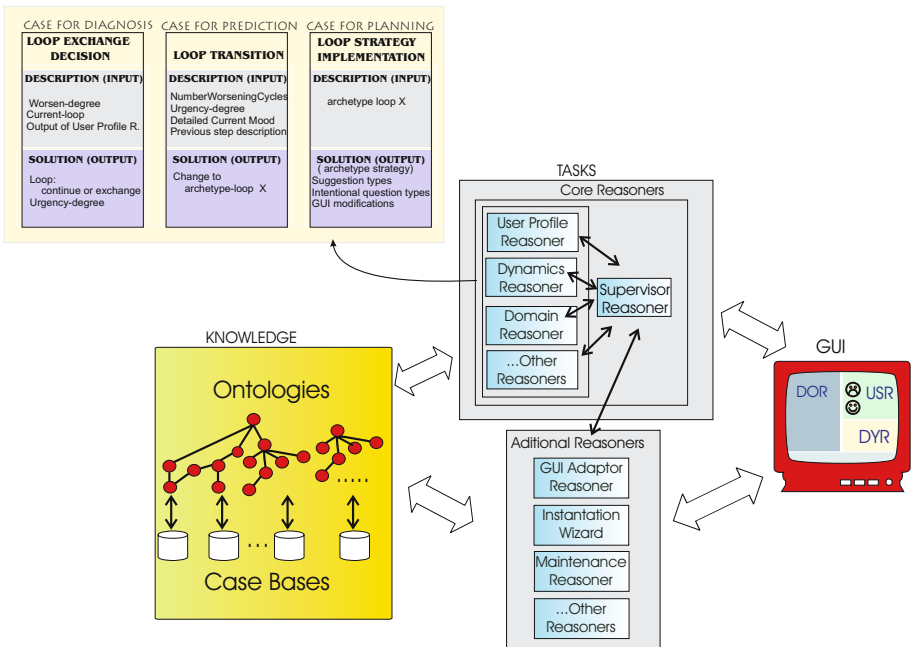 CASE FOR DIAGNOSIS
LOOP EXCHANGE
DECISION
DESCRIPTION (INPUT)
Worsen-degree
Current-loop
Output of User Profile R.
SOLUTION (OUTPUT)
Loop:
continue or exchange
Urgency-degree
CASE FOR PREDICTION
LOOP TRANSITION
DESCRIPTION (INPUT)
NumberWorseningCycles
Urgency-degree
Detailed Current Mood
Previous step description
SOLUTION (OUTPUT)
Change to
archetype-loop X
CASE FOR PLANNING
LOOP STRATEGY
IMPLEMENTATION
DESCRIPTION (INPUT)
archetype loop X
SOLUTION (OUTPUT)
( archetype strategy)
Suggestion types
Intentional question types
GUI modifications
TASKS
Core Reasoners
User Profile
Reasoner
Dynamics
Reasoner
Domain
Reasoner
...Other
Reasoners
Supervisor
Reasoner
KNOWLEDGE
Ontologies
.....
...
Case Bases
Aditional Reasoners
GUI Adaptor
Reasoner
Instantation
Wizard
Maintenance
Reasoner
...Other
Reasoners
GUI
DOR
USR
DYR